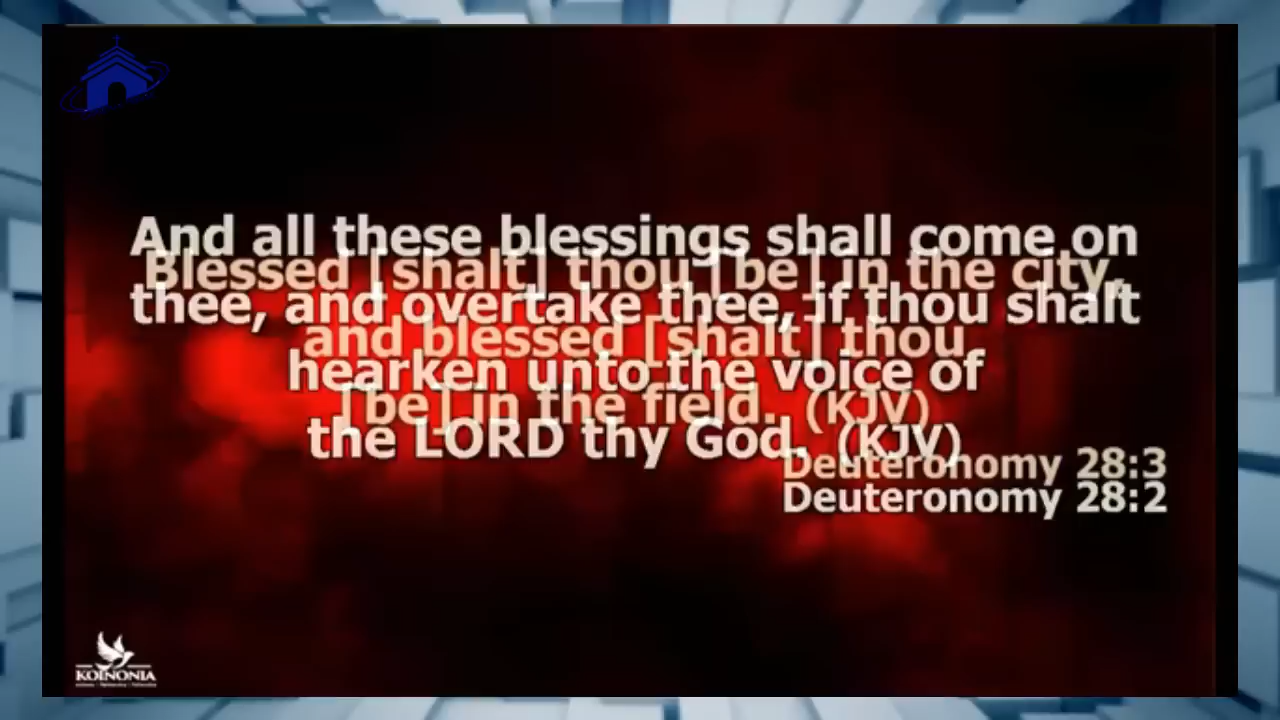 And all these blessings shall come on
thee, and overtake thee, if thou shalt
hearken unto the voice of
the LORD thy God. (KJV)
Deuteronomy 28:2
Blessed [shalt] thou [be] in the city,
and blessed [shalt] thou
[be] in the field. (KJV)
Deuteronomy 28:3
KOINONIA